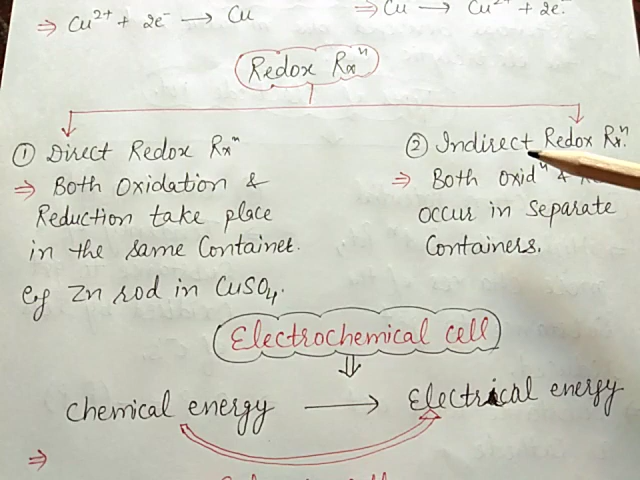 ⇒ Cu²⁺ + 2e⁻ → Cu
⇒ Cu → Cu²⁺ + 2e⁻
Redox Rxⁿ
① Direct Redox Rxⁿ
⇒ Both Oxidation &
Reduction take place
in the same Container.
eg Zn rod in CuSO₄.
② Indirect Redox Rxⁿ.
⇒ Both Oxidⁿ &
occur in separate
Containers.
Electrochemical cell
⇓
Chemical energy → Electrical energy
⇒